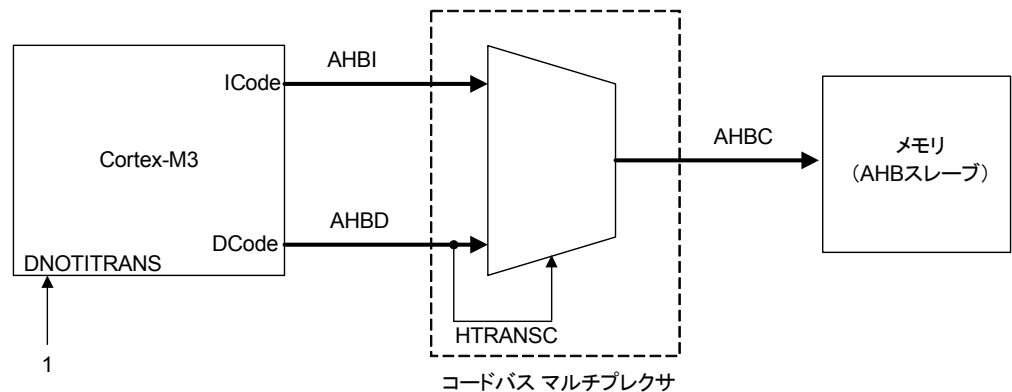 AHBI
ICode
Cortex-M3
AHBC
メモリ
（AHBスレーブ）
AHBD
DCode
DNOTITRANS
HTRANSC
1
コードバス マルチプレクサ